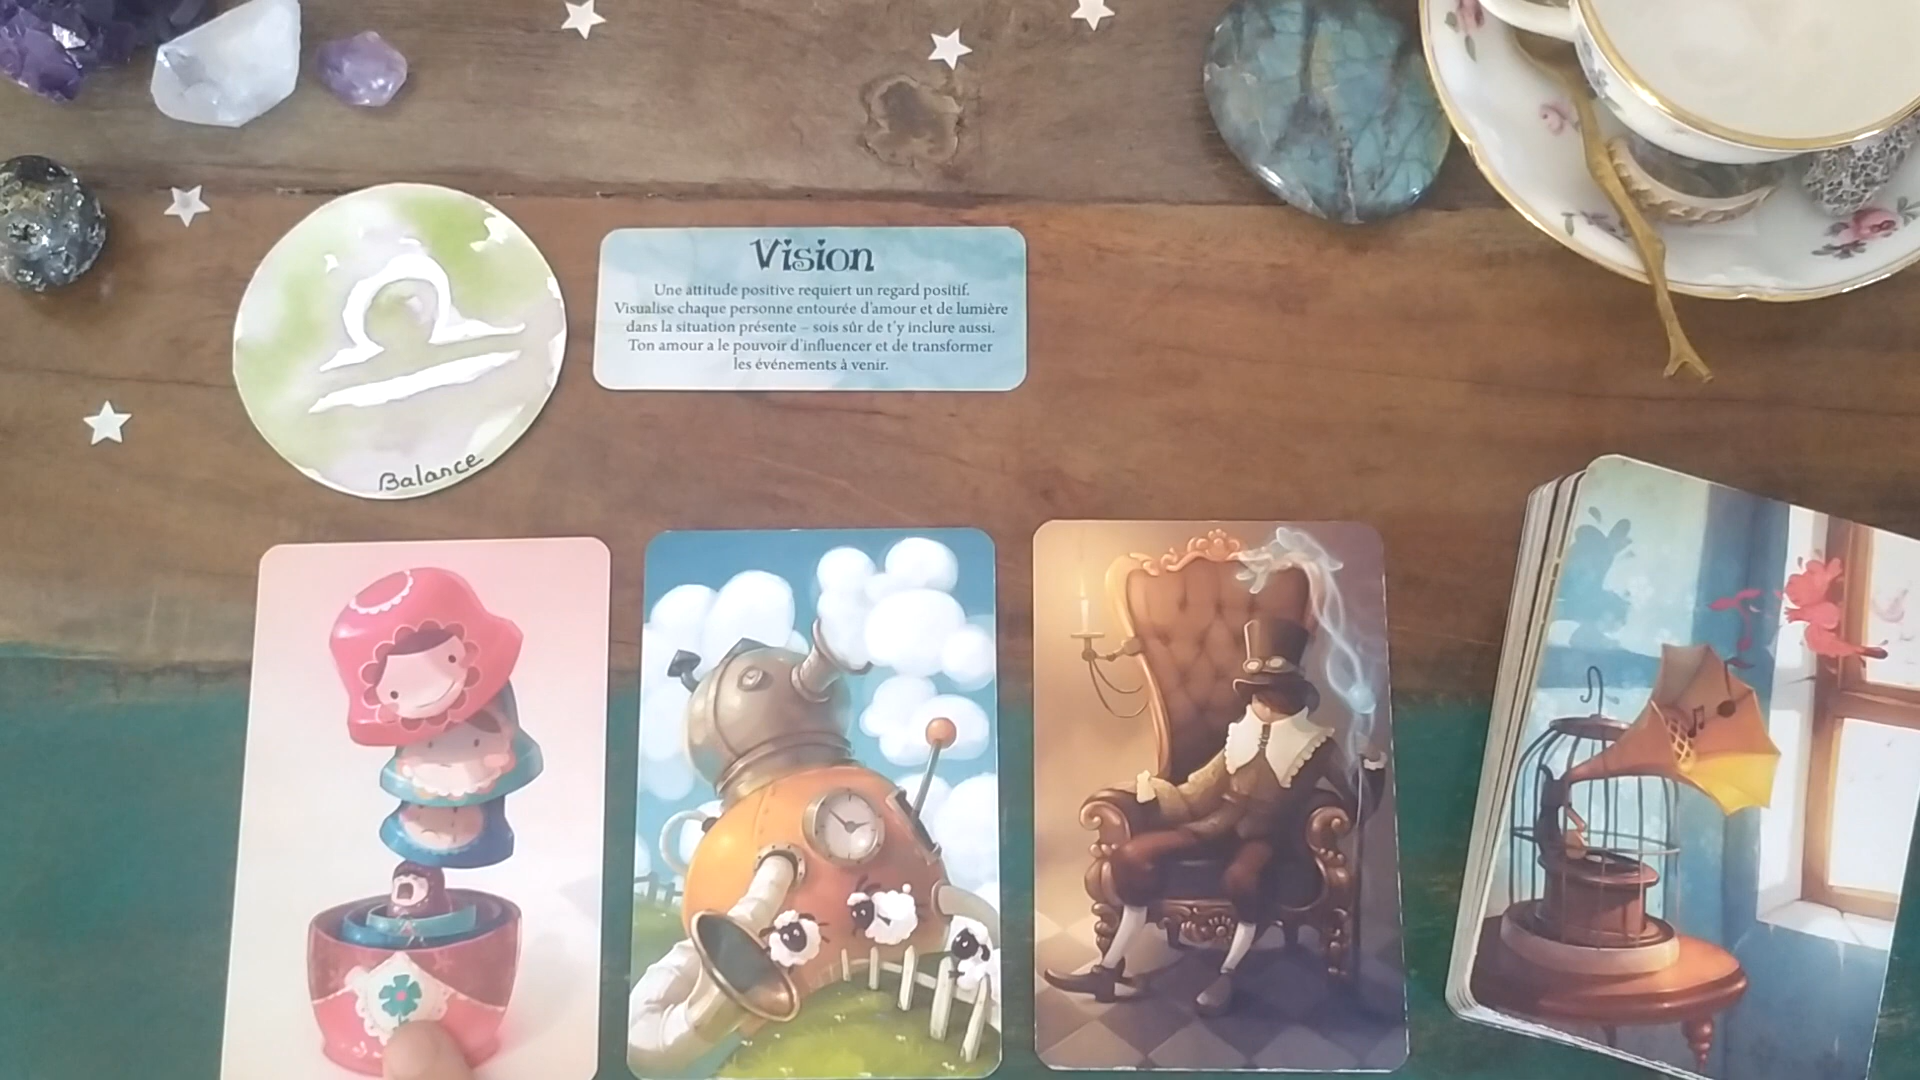 Vision
Une attitude positive requiert un regard positif.
Visualise chaque personne entourée d'amour et de lumière
dans la situation présente – sois sûr de t'y inclure aussi.
Ton amour a le pouvoir d'influencer et de transformer
les événements à venir.
Balance